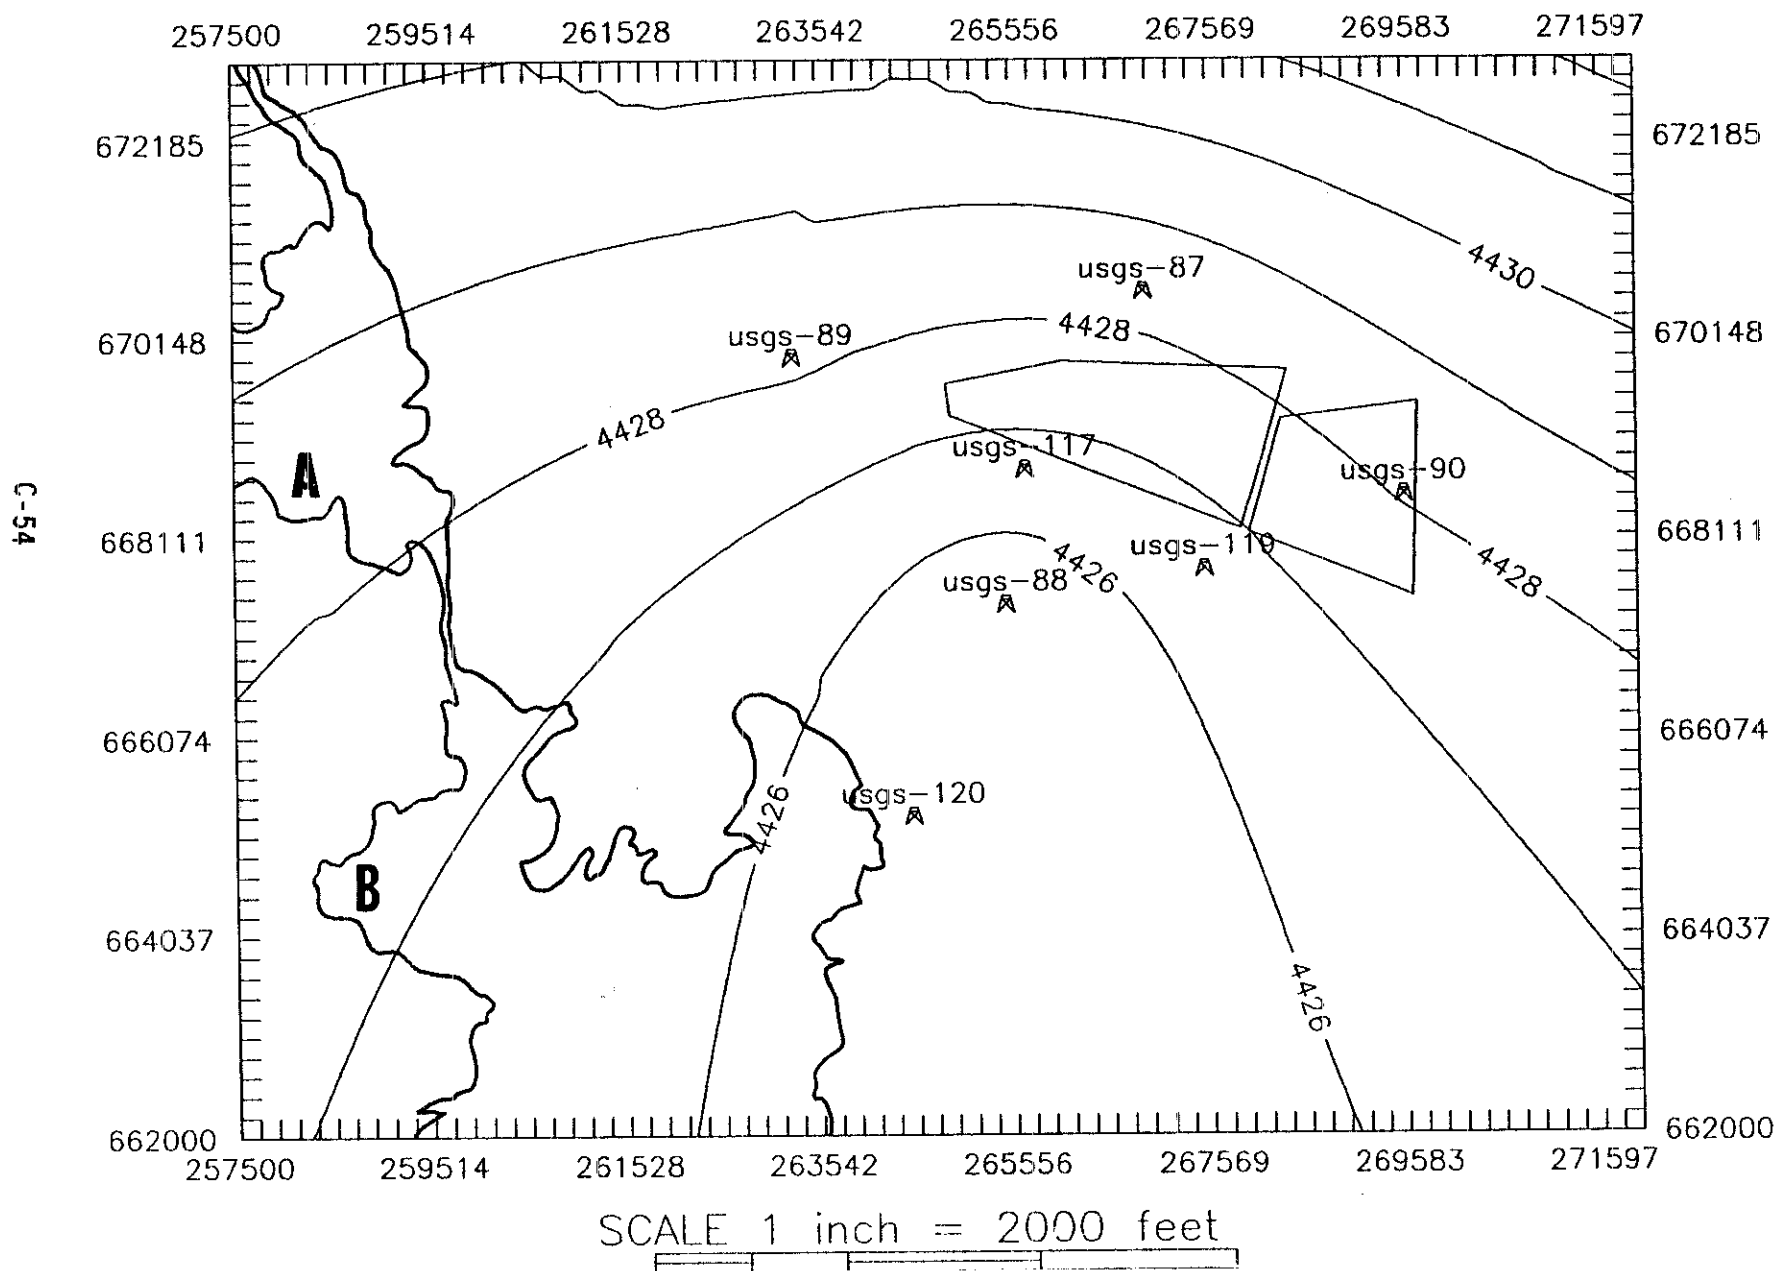 257500 259514 261528 263542 265556 267569 269583 271597
672185 672185
4430
usgs-87
670148 4428 670148
usgs-89
4428
usgs-117
usgs-90
A
C-54
668111 668111
usgs-119
4426
4428
usgs-88
666074 666074
usgs-120
4426
B
664037 664037
4426
662000 662000
257500 259514 261528 263542 265556 267569 269583 271597
SCALE 1 inch = 2000 feet